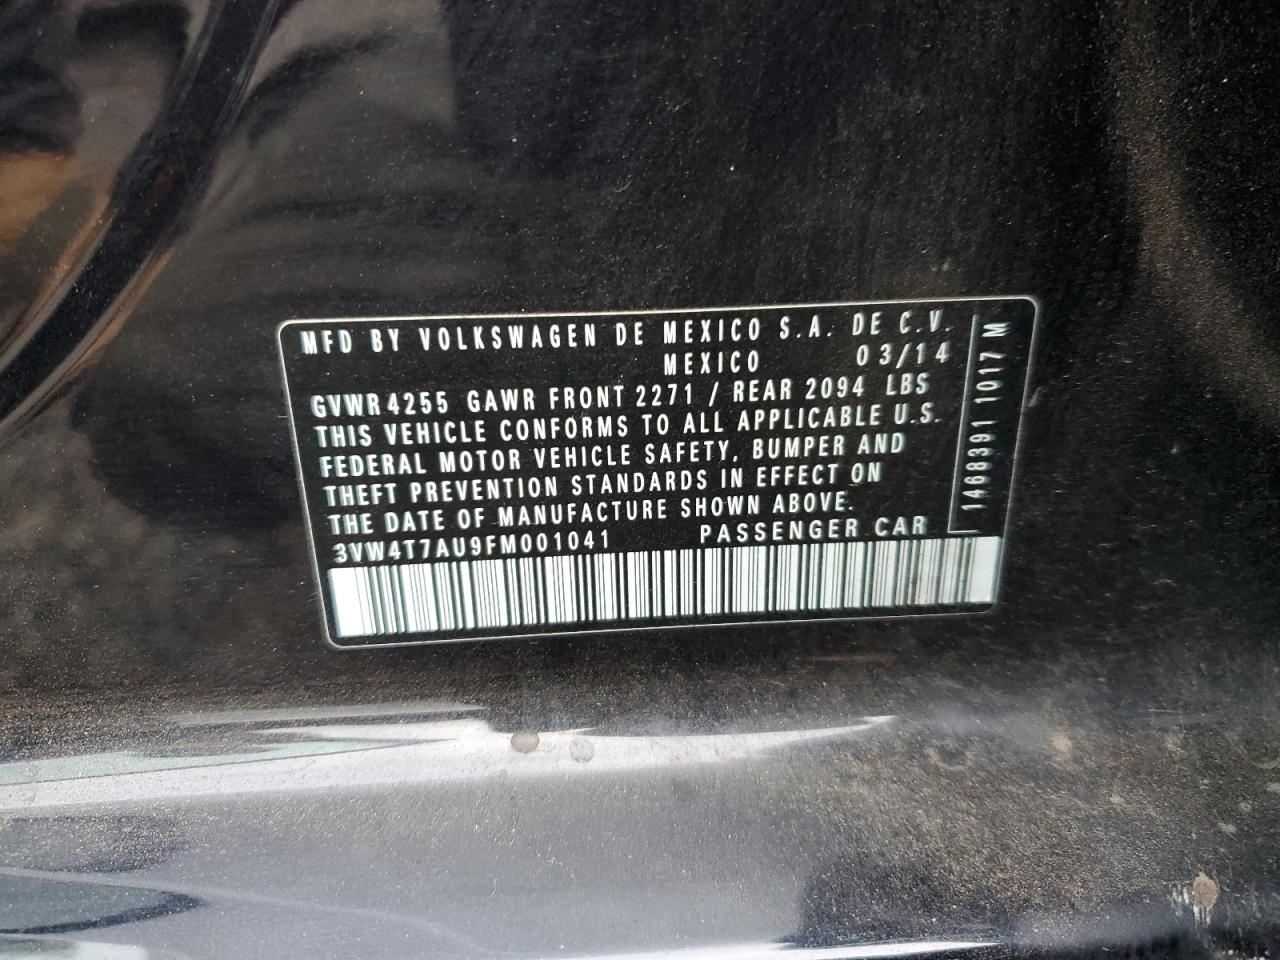 MFD BY VOLKSWAGEN DE MEXICO S.A. DE C.V.
MEXICO 03/14
GVWR 4255 GAWR FRONT 2271 / REAR 2094 LBS
THIS VEHICLE CONFORMS TO ALL APPLICABLE U.S.
FEDERAL MOTOR VEHICLE SAFETY, BUMPER AND
THEFT PREVENTION STANDARDS IN EFFECT ON
THE DATE OF MANUFACTURE SHOWN ABOVE.
3VW4T7AU9FM001041 PASSENGER CAR
1468391 1017 M